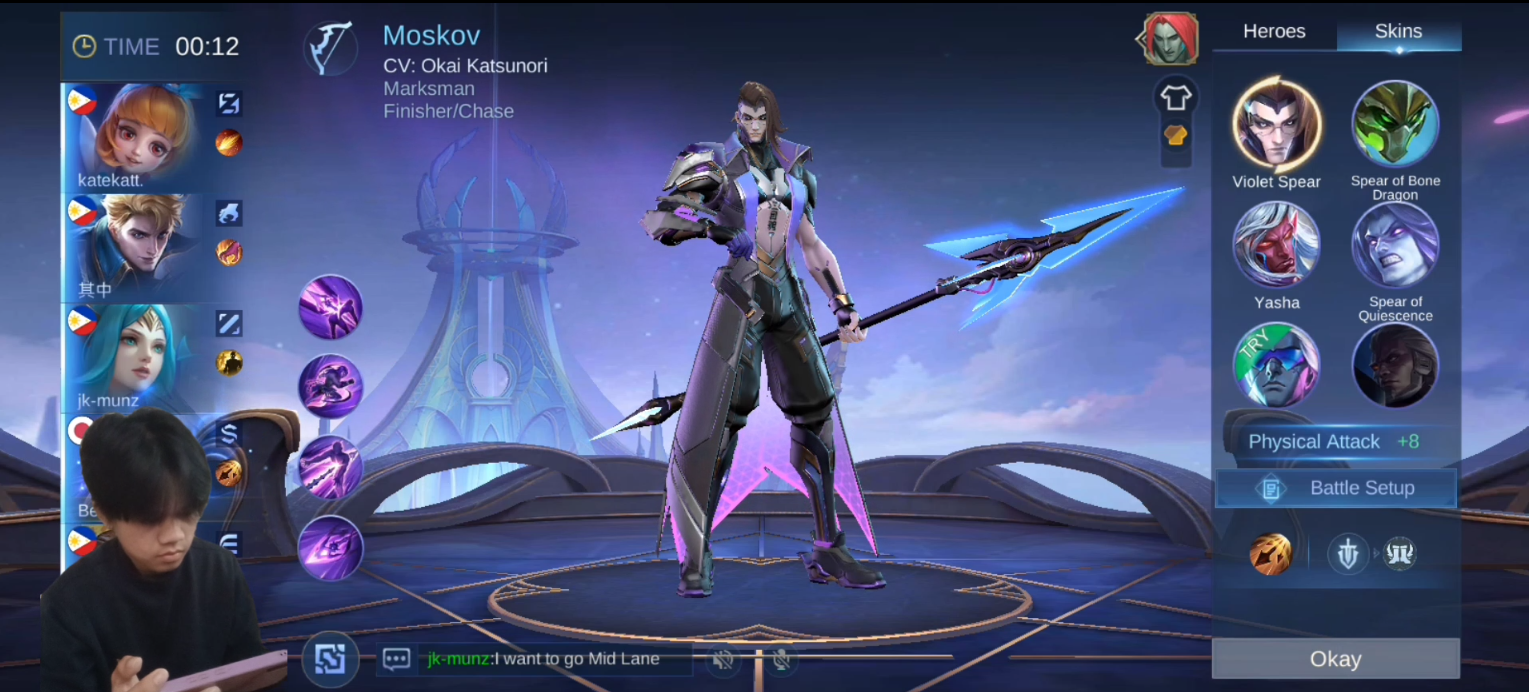 TIME 00:12
Moskov
CV: Okai Katsunori
Marksman
Finisher/Chase
katekatt.
其中
jk-munz
Be
jk-munz:I want to go Mid Lane
Heroes
Skins
Violet Spear
Spear of Bone
Dragon
Yasha
Spear of
Quiescence
TRY
Physical Attack +8
Battle Setup
Okay